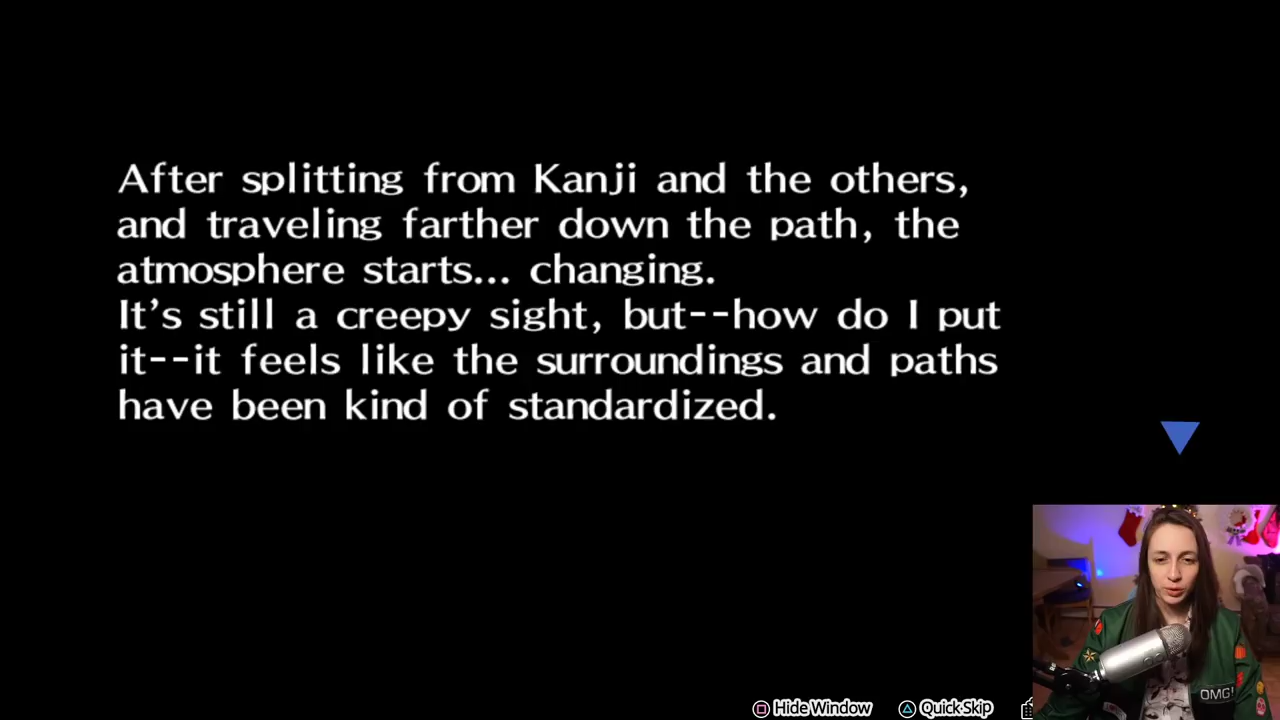 After splitting from Kanji and the others,
and traveling farther down the path, the
atmosphere starts... changing.
It's still a creepy sight, but--how do I put
it--it feels like the surroundings and paths
have been kind of standardized.
OMG!
Hide Window
Quick Skip